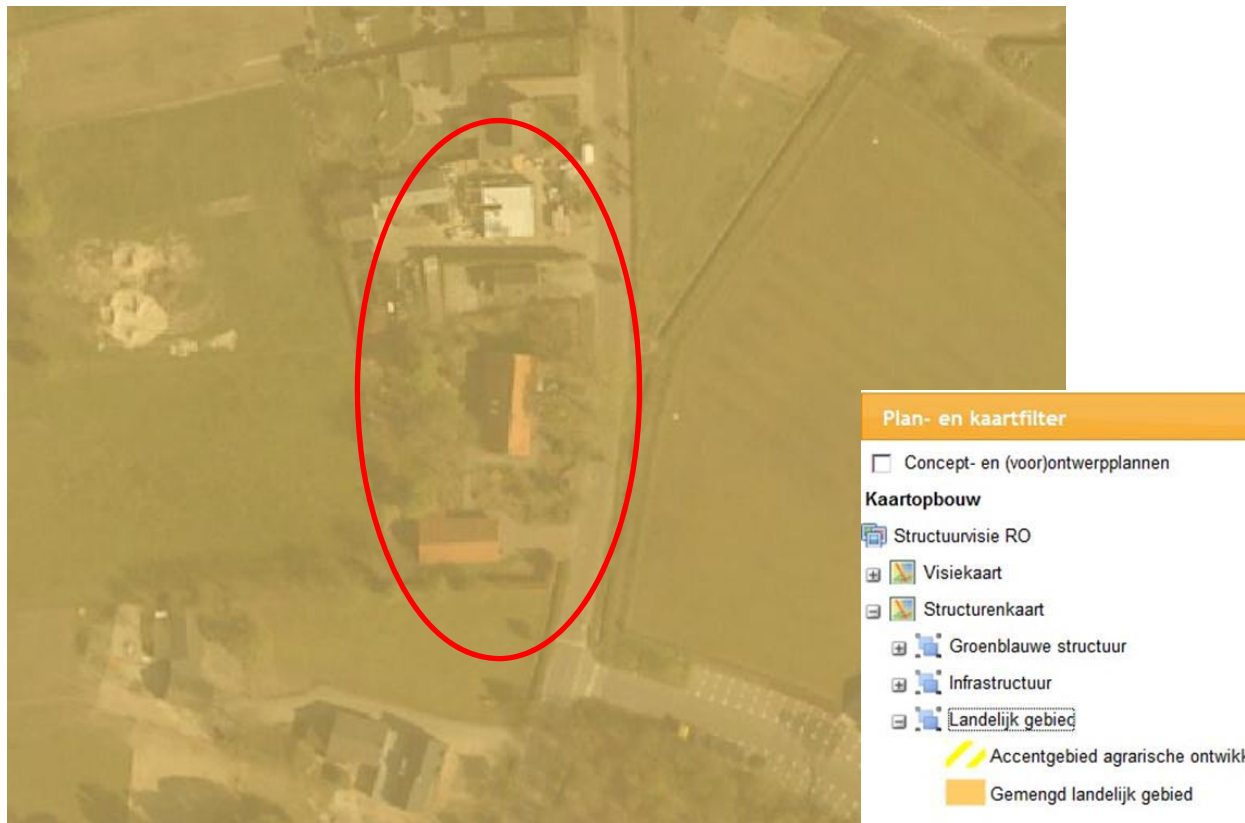 Plan- en kaartfilter
Concept- en (voor)ontwerpplannen
Kaartopbouw
Structuurvisie RO
Visiekaart
Structurenkaart
Groenblauwe structuur
Infrastructuur
Landelijk gebied
Accentgebied agrarische ontwikk
Gemengd landelijk gebied